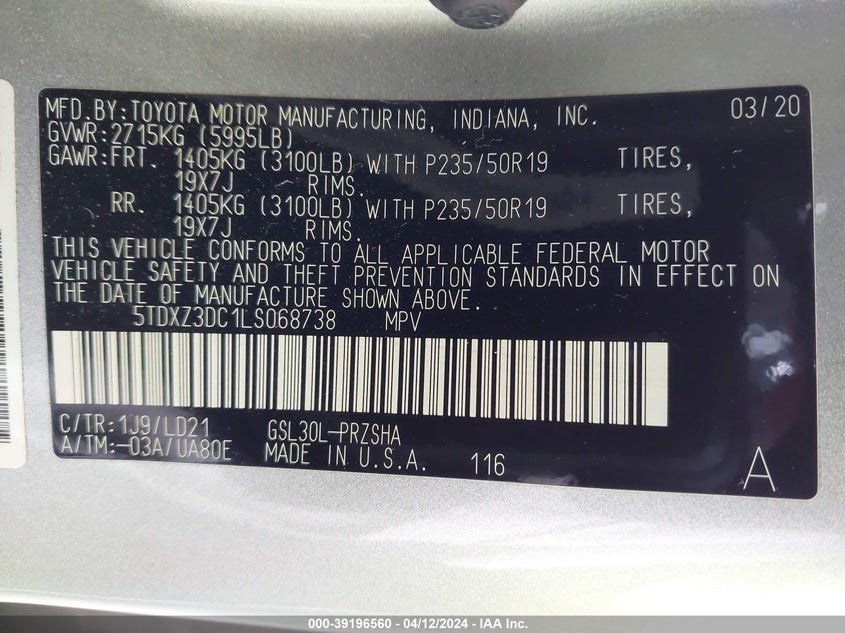 MFD.BY:TOYOTA MOTOR MANUFACTURING, INDIANA, INC. 03/20
GVWR:2715KG (5995LB)
GAWR:FRT. 1405KG (3100LB) WITH P235/50R19 TIRES,
19X7J RIMS.
RR. 1405KG (3100LB) WITH P235/50R19 TIRES,
19X7J RIMS.
THIS VEHICLE CONFORMS TO ALL APPLICABLE FEDERAL MOTOR
VEHICLE SAFETY AND THEFT PREVENTION STANDARDS IN EFFECT ON
THE DATE OF MANUFACTURE SHOWN ABOVE.
5TDXZ3DC1LS068738 MPV
C/TR:1J9/LD21 GSL30L-PRZSHA
A/TM:-03A/UA80E MADE IN U.S.A. 116 A
000-39196560 - 04/12/2024 - IAA Inc.